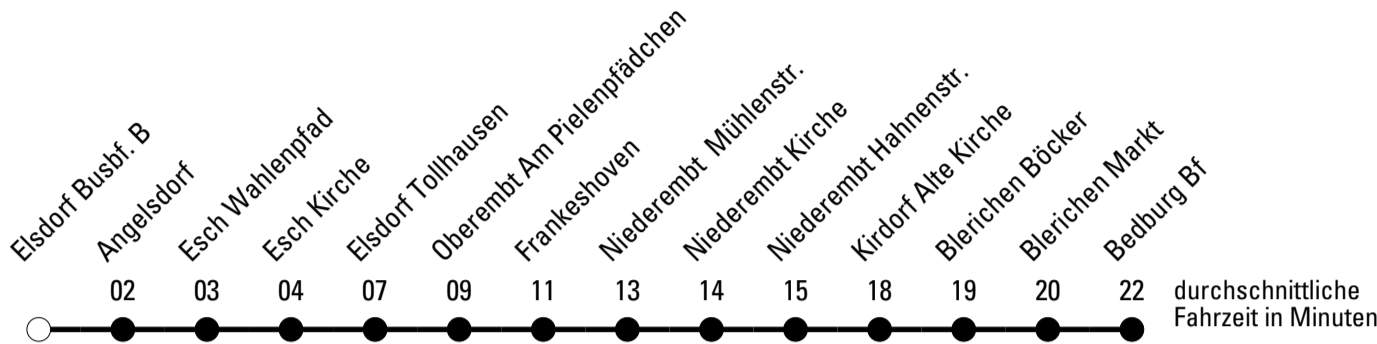 Elsdorf Busbf. B
Angelsdorf
Esch Wahlenpfad
Esch Kirche
Elsdorf Tollhausen
Oberembt Am Pielenpfädchen
Frankeshoven
Niederembt Mühlenstr.
Niederembt Kirche
Niederembt Hahnenstr.
Kirdorf Alte Kirche
Blerichen Böcker
Blerichen Markt
Bedburg Bf
02 03 04 07 09 11 13 14 15 18 19 20 22
durchschnittliche
Fahrzeit in Minuten